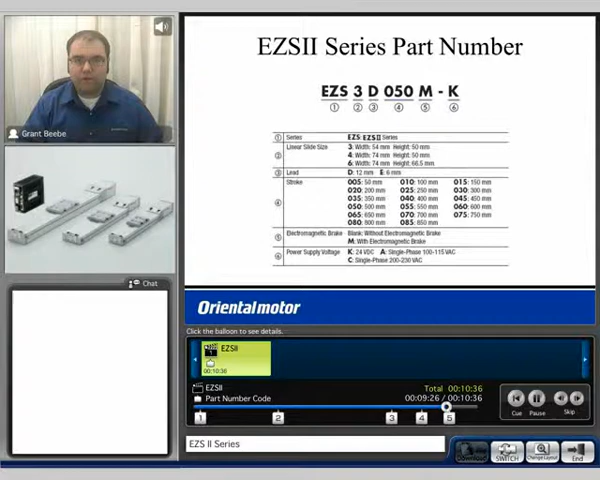 EZSII Series Part Number
EZS 3 D 050 M - K
① ② ③ ④ ⑤ ⑥
① Series EZS: EZSII Series
② Linear Slide Size 3: Width: 54 mm Height: 50 mm
4: Width: 74 mm Height: 50 mm
6: Width: 74 mm Height: 66.5 mm
③ Lead D: 12 mm E: 6 mm
④ Stroke 005: 50 mm 010: 100 mm 015: 150 mm
020: 200 mm 025: 250 mm 030: 300 mm
035: 350 mm 040: 400 mm 045: 450 mm
050: 500 mm 055: 550 mm 060: 600 mm
065: 650 mm 070: 700 mm 075: 750 mm
080: 800 mm 085: 850 mm
⑤ Electromagnetic Brake Blank: Without Electromagnetic Brake
M: With Electromagnetic Brake
⑥ Power Supply Voltage K: 24 VDC A: Single-Phase 100-115 VAC
C: Single-Phase 200-230 VAC
Grant Beebe
Chat
Orientalmotor
Click the balloon to see details.
EZSII
1
00:10:36
EZSII
Total 00:10:36
Part Number Code
00:09:26 / 00:10:36
1 2 3 4 5
Cue Pause Skip
EZS II Series
Download SWITCH Change Layout End